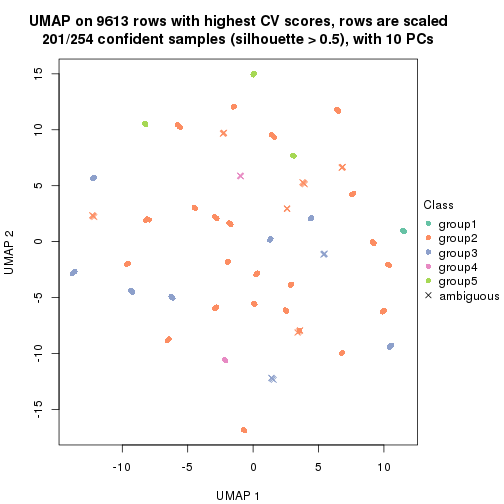 UMAP on 9613 rows with highest CV scores, rows are scaled
201/254 confident samples (silhouette > 0.5), with 10 PCs
15
10
5
0
-5
-10
-15
UMAP 2
-10
-5
0
5
10
UMAP 1
Class
group1
group2
group3
group4
group5
ambiguous